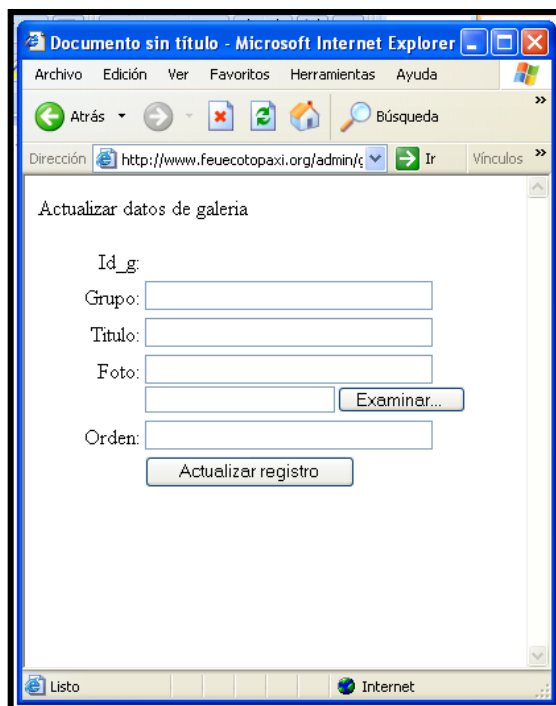 Documento sin título - Microsoft Internet Explorer
Archivo Edición Ver Favoritos Herramientas Ayuda
Atrás Búsqueda »
Dirección http://www.feuecotopaxi.org/admin/g Ir Vínculos »
Actualizar datos de galeria
Id_g:
Grupo:
Titulo:
Foto:
Examinar...
Orden:
Actualizar registro
Listo Internet